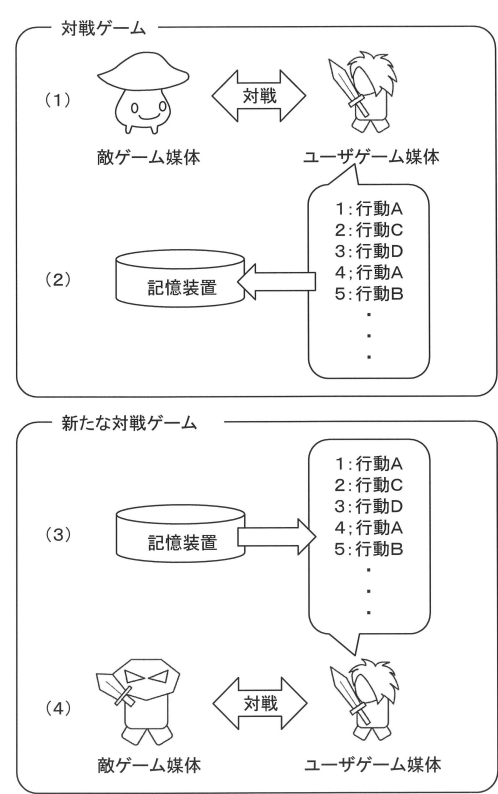 対戦ゲーム
(1)
対戦
敵ゲーム媒体
ユーザゲーム媒体
1:行動A
2:行動C
3:行動D
4;行動A
5:行動B
・
・
・
(2)
記憶装置
新たな対戦ゲーム
1:行動A
2:行動C
3:行動D
4;行動A
5:行動B
・
・
・
(3)
記憶装置
(4)
対戦
敵ゲーム媒体
ユーザゲーム媒体